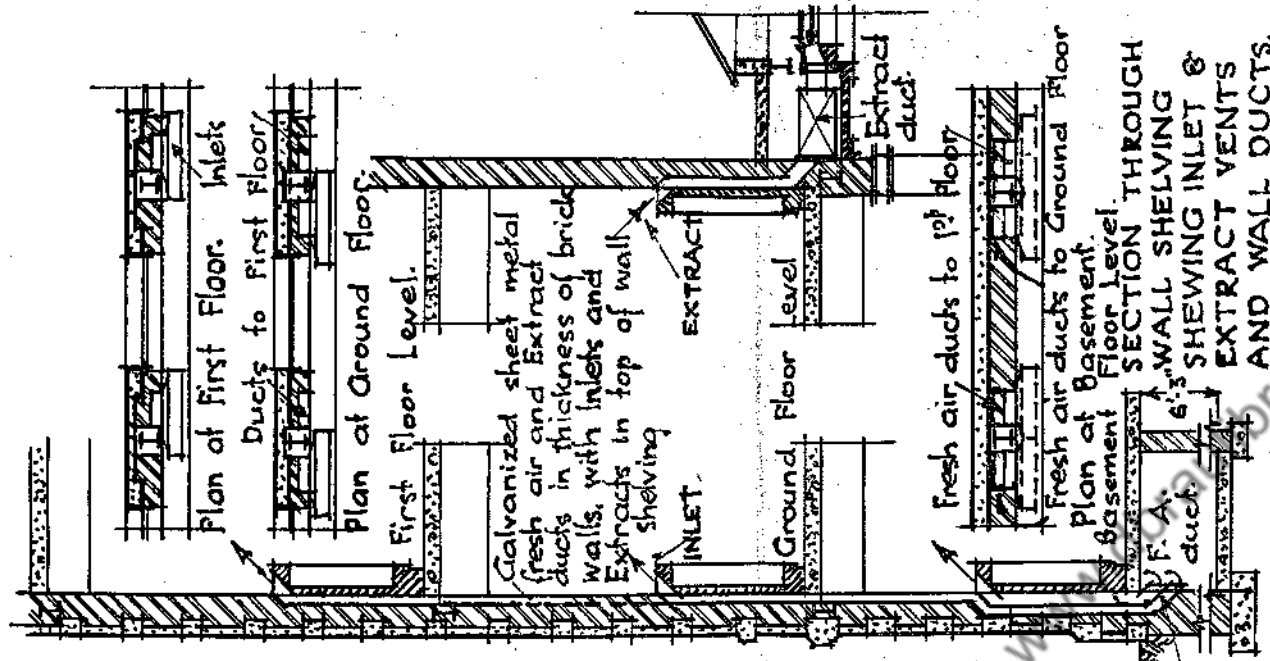 Plan at First Floor.
Inlets
Ducts to First Floor
Plan at Ground Floor.
First Floor Level.
Galvanized sheet metal
fresh air and Extract
ducts in thickness of brick
walls, with Inlets and
Extracts in top of wall
shelving
INLET
EXTRACT
Extract
duct.
Ground Floor Level
Fresh air ducts to 1st Floor
Fresh air ducts to Ground Floor
Plan at Basement.
Basement Floor Level.
F. A.
duct.
6'.3"
SECTION THROUGH
WALL SHELVING
SHEWING INLET &
EXTRACT VENTS
AND WALL DUCTS.